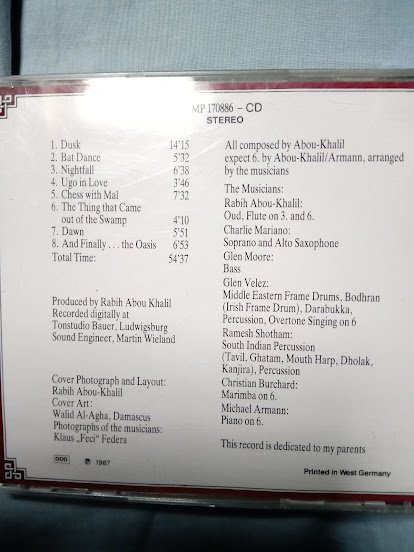 MP 170886 – CD
STEREO
1. Dusk 14'15
2. Bat Dance 5'32
3. Nightfall 6'38
4. Ugo in Love 3'46
5. Chess with Mal 7'32
6. The Thing that Came
out of the Swamp 4'10
7. Dawn 5'51
8. And Finally . . . the Oasis 6'53
Total Time: 54'37
Produced by Rabih Abou Khalil
Recorded digitally at
Tonstudio Bauer, Ludwigsburg
Sound Engineer, Martin Wieland
Cover Photograph and Layout:
Rabih Abou-Khalil
Cover Art:
Walid Al-Agha, Damascus
Photographs of the musicians:
Klaus „Feci" Federa
DDD ℗ 1987
All composed by Abou-Khalil
expect 6. by Abou-Khalil/Armann, arranged
by the musicians
The Musicians:
Rabih Abou-Khalil:
Oud, Flute on 3. and 6.
Charlie Mariano:
Soprano and Alto Saxophone
Glen Moore:
Bass
Glen Velez:
Middle Eastern Frame Drums, Bodhran
(Irish Frame Drum), Darabukka,
Percussion, Overtone Singing on 6
Ramesh Shotham:
South Indian Percussion
(Tavil, Ghatam, Mouth Harp, Dholak,
Kanjira), Percussion
Christian Burchard:
Marimba on 6.
Michael Armann:
Piano on 6.
This record is dedicated to my parents
Printed in West Germany